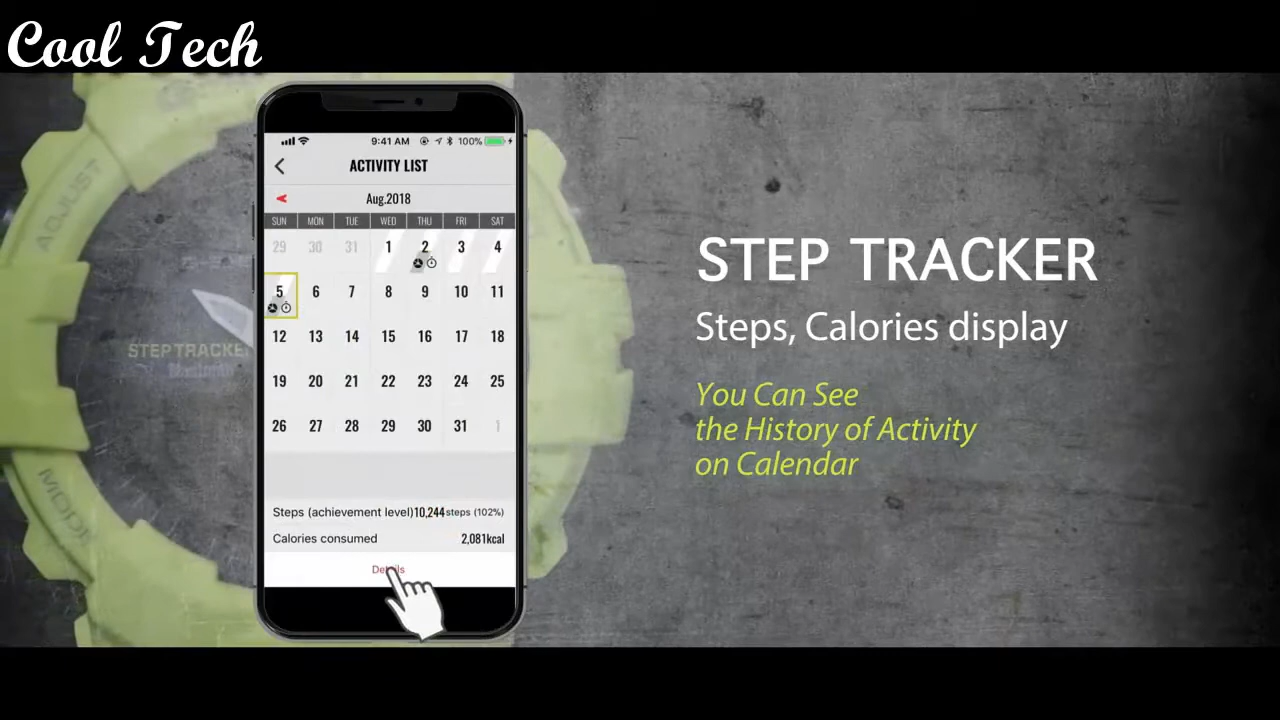 Cool Tech
9:41 AM 100%
ACTIVITY LIST
Aug.2018
SUN MON TUE WED THU FRI SAT
29 30 31 1 2 3 4
5 6 7 8 9 10 11
12 13 14 15 16 17 18
19 20 21 22 23 24 25
26 27 28 29 30 31 1
Steps (achievement level)10,244steps (102%)
Calories consumed 2,081kcal
Details
ADJUST
STEP TRACKE
STEP TRACKER
Steps, Calories display
You Can See
the History of Activity
on Calendar